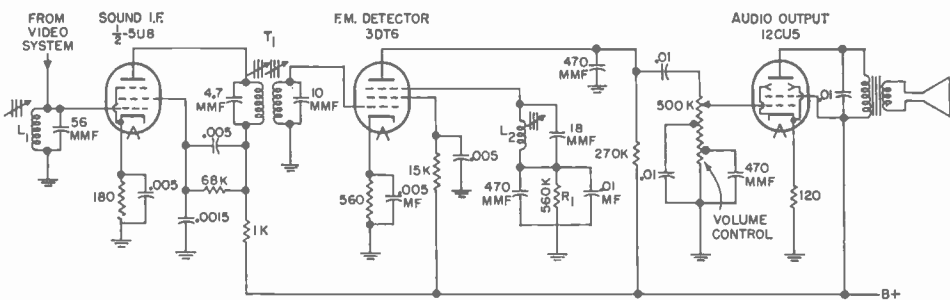 FROM
VIDEO
SYSTEM
SOUND I.F.
1/2-5U8
T1
F.M. DETECTOR
3DT6
AUDIO OUTPUT
12CU5
L1
56
MMF
180
.005
4.7
MMF
10
MMF
.005
68K
.0015
1K
560
.005
MF
15K
.005
L2
18
MMF
470
MMF
560K
R1
.01
MF
470
MMF
270K
.01
500K
.01
470
MMF
VOLUME
CONTROL
120
.01
B+